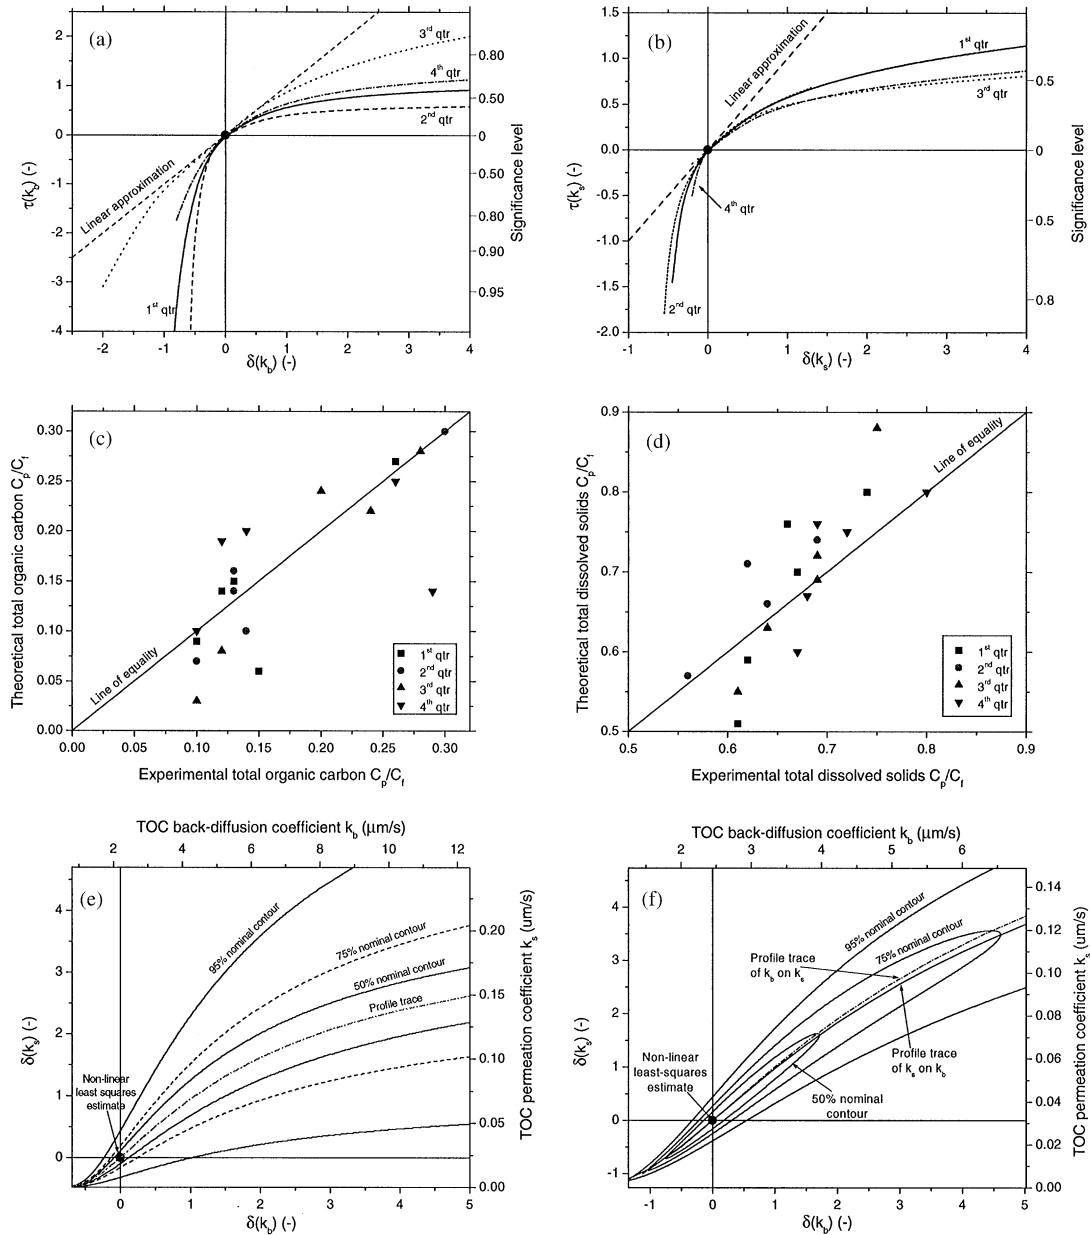 (a)
3rd qtr
4th qtr
2nd qtr
Linear approximation
1st qtr
2
1
0
-1
-2
-3
-4
τ(ks) (-)
0.80
0.50
0
0.50
0.80
0.90
0.95
Significance level
-2 -1 0 1 2 3 4
δ(kb) (-)
(b)
1st qtr
3rd qtr
Linear approximation
4th qtr
2nd qtr
1.5
1.0
0.5
0.0
-0.5
-1.0
-1.5
-2.0
τ(ks) (-)
0.5
0
0.5
0.8
Significance level
-1 0 1 2 3 4
δ(ks) (-)
(c)
Line of equality
1st qtr
2nd qtr
3rd qtr
4th qtr
0.30
0.25
0.20
0.15
0.10
0.05
0.00
Theoretical total organic carbon Cp/Cf
0.00 0.05 0.10 0.15 0.20 0.25 0.30
Experimental total organic carbon Cp/Cf
(d)
Line of equality
1st qtr
2nd qtr
3rd qtr
4th qtr
0.9
0.8
0.7
0.6
0.5
Theoretical total dissolved solids Cp/Cf
0.5 0.6 0.7 0.8 0.9
Experimental total dissolved solids Cp/Cf
TOC back-diffusion coefficient kb (μm/s)
2 4 6 8 10 12
(e)
95% nominal contour
75% nominal contour
50% nominal contour
Profile trace
Non-linear
least-squares
estimate
4
3
2
1
0
δ(ks) (-)
0.20
0.15
0.10
0.05
0.00
TOC permeation coefficient ks (um/s)
0 1 2 3 4 5
δ(kb) (-)
TOC back-diffusion coefficient kb (μm/s)
2 3 4 5 6
(f)
95% nominal contour
75% nominal contour
Profile trace
of kb on ks
Profile trace
of ks on kb
Non-linear
least-squares
estimate
50% nominal
contour
4
3
2
1
0
-1
δ(ks) (-)
0.14
0.12
0.10
0.08
0.06
0.04
0.02
0.00
TOC permeation coefficient ks (um/s)
-1 0 1 2 3 4 5
δ(kb) (-)